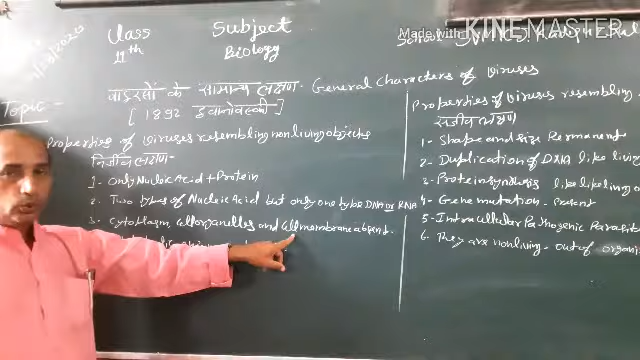 Made with KINEMASTER
Class
11th
Subject
Biology
School
Topic -
वाइरसों के सामान्य लक्षण - General Characters of Viruses
[ 1892 इवानोवस्की ]
Properties of Viruses resembling nonliving objects
निर्जीव लक्षण -
1 - Only Nucleic Acid + Protein
2. Two types of Nucleic Acid but only one type DNA or RNA
3. Cytoplasm, cellorganelles and cellmembrane absent.
Properties of Viruses resembling
सजीव लक्षण
1 - Shape and size Permanent
2 - Duplication of DNA like living
3 - Protein synthesis like living
4 - Gene mutation - Present
5 - Intracellular Pathogenic Parasite
6. They are nonliving - out of organis